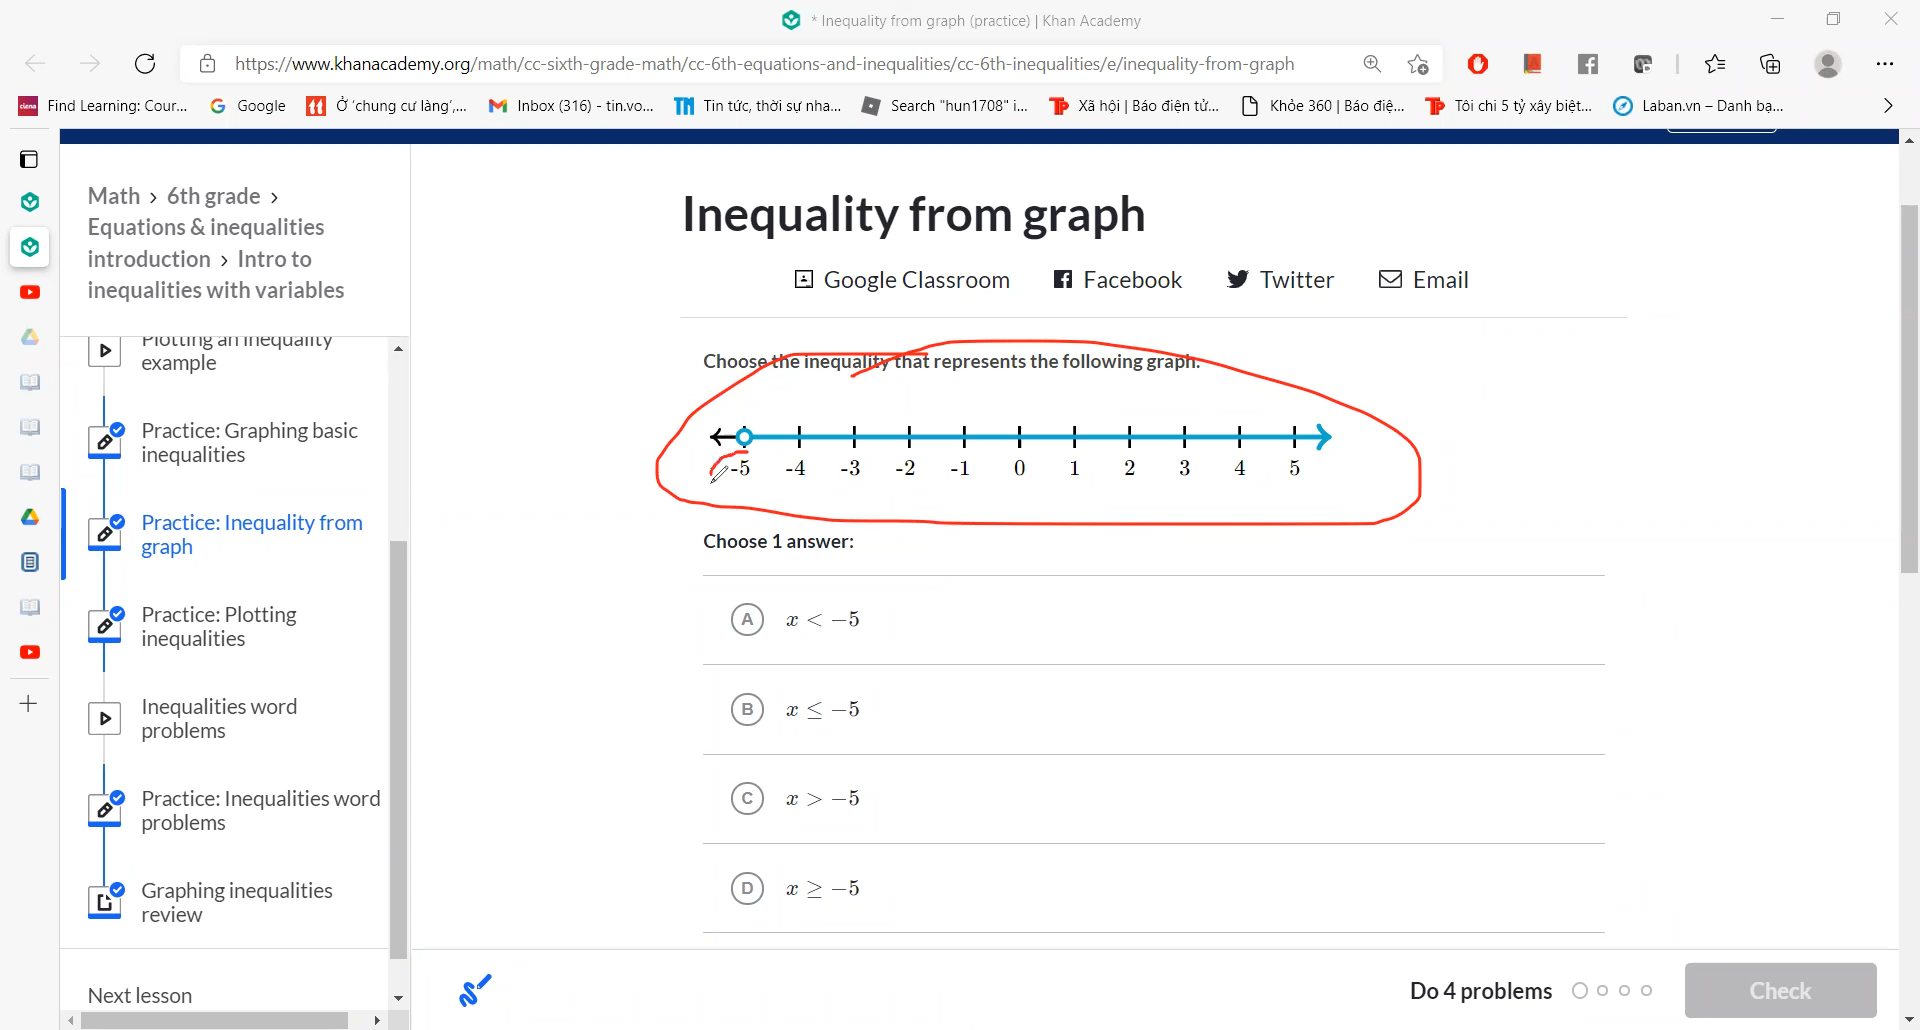 * Inequality from graph (practice) | Khan Academy
https://www.khanacademy.org/math/cc-sixth-grade-math/cc-6th-equations-and-inequalities/cc-6th-inequalities/e/inequality-from-graph
ciena Find Learning: Cour... Google Ở 'chung cư làng',... Inbox (316) - tin.vo... Tin tức, thời sự nha... Search "hun1708" i... Xã hội | Báo điện tử... Khỏe 360 | Báo điệ... Tôi chi 5 tỷ xây biệt... Laban.vn – Danh bạ...
Math › 6th grade ›
Equations & inequalities
introduction › Intro to
inequalities with variables
Plotting an inequality
example
Practice: Graphing basic
inequalities
Practice: Inequality from
graph
Practice: Plotting
inequalities
Inequalities word
problems
Practice: Inequalities word
problems
Graphing inequalities
review
Next lesson
Inequality from graph
Google Classroom Facebook Twitter Email
Choose the inequality that represents the following graph.
-5 -4 -3 -2 -1 0 1 2 3 4 5
Choose 1 answer:
A x < −5
B x ≤ −5
C x > −5
D x ≥ −5
Do 4 problems Check